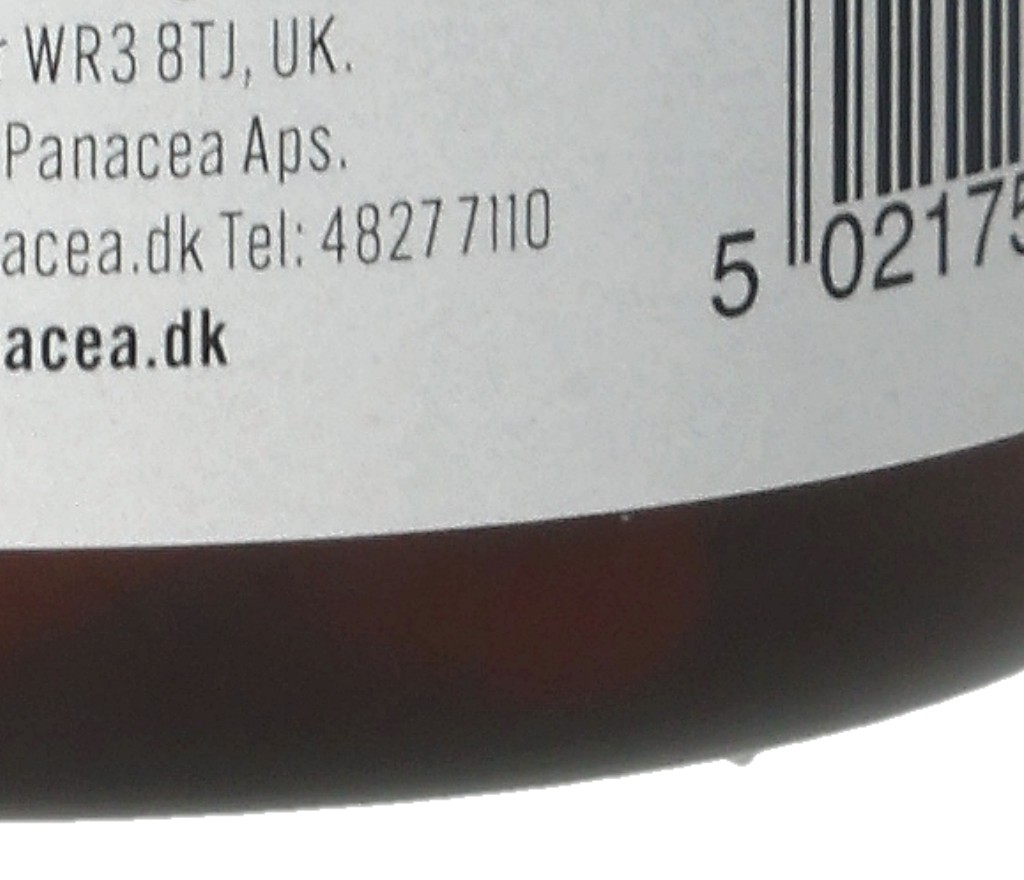 WR3 8TJ, UK.
Panacea Aps.
acea.dk Tel: 4827 7110
acea.dk
5 02175